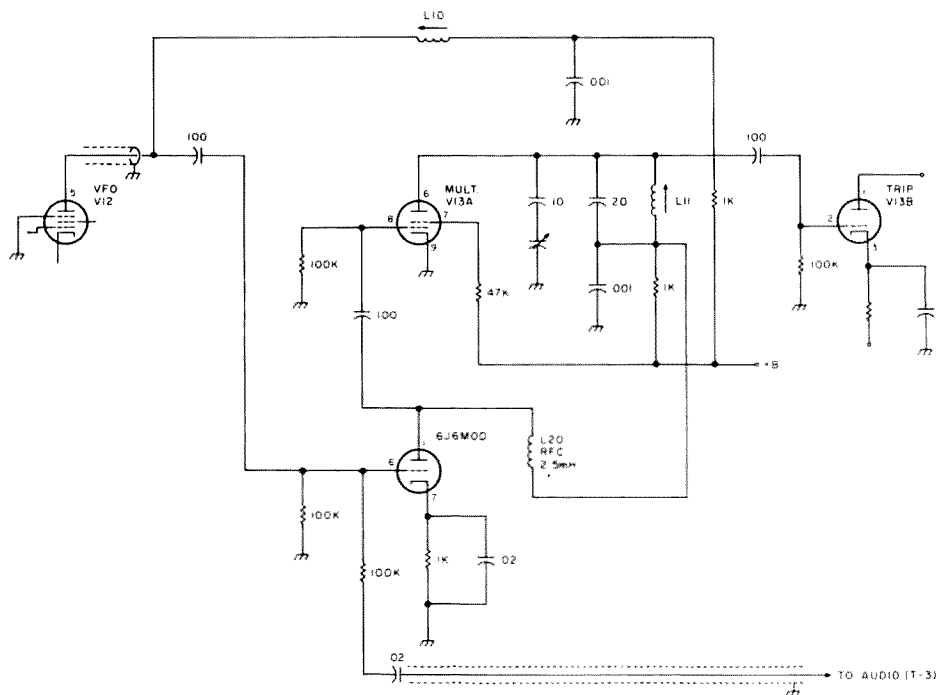 L10
001
100
100
5
VFO
V12
6
MULT.
V13A
8
7
9
10
20
L11
1K
1
TRIP
V13B
2
3
100K
100K
47K
001
1K
100
+B
1
6J6MOD
6
7
L20
RFC
2.5mH
100K
1K
02
100K
02
TO AUDIO (T-3)